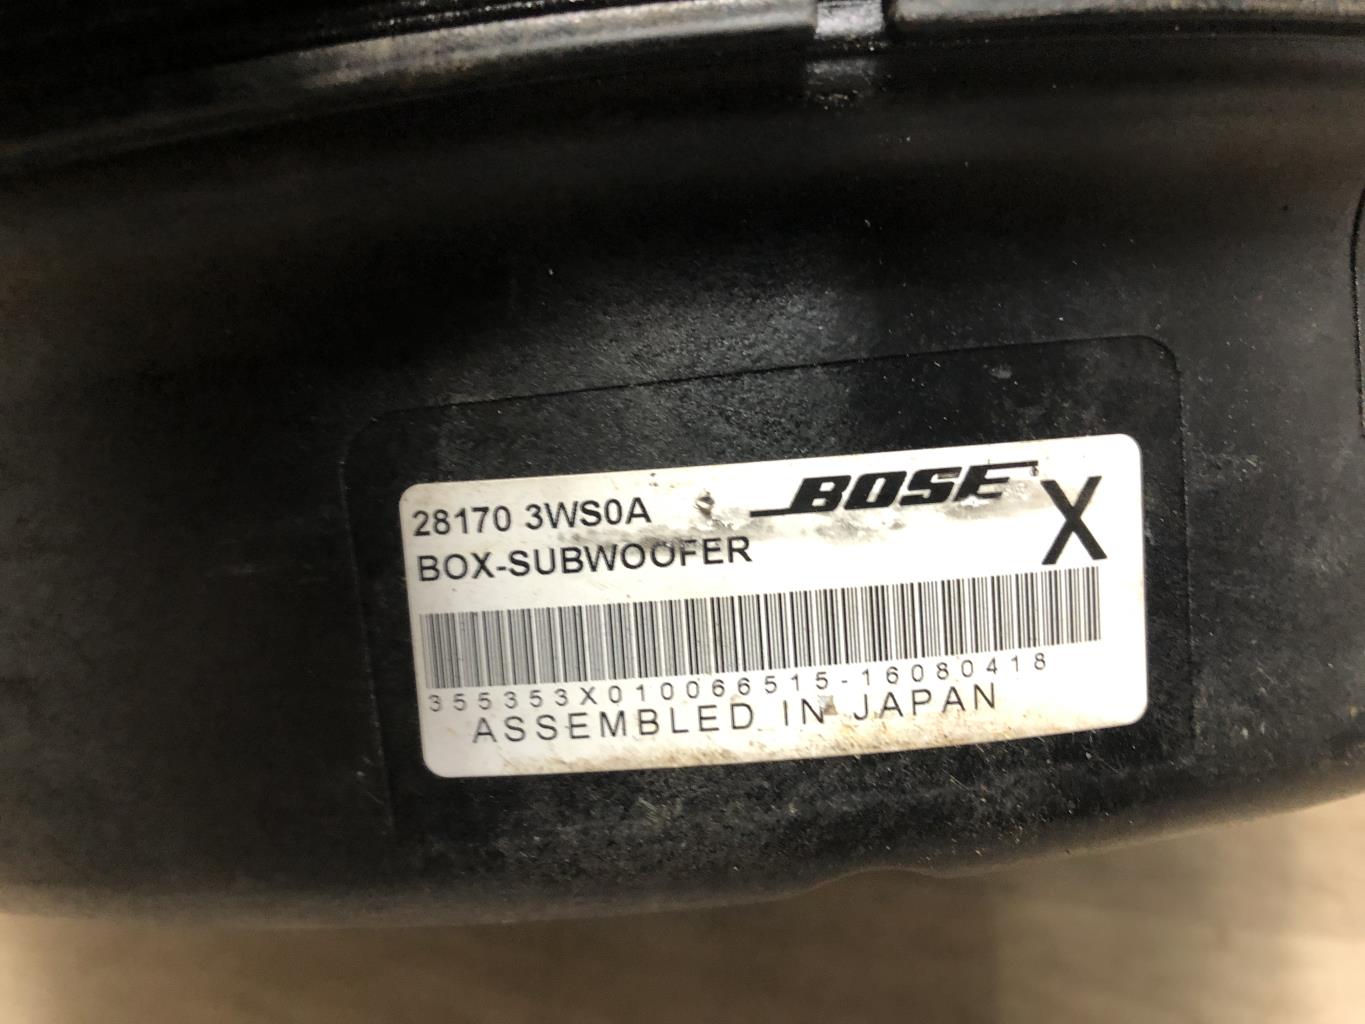 28170 3WS0A BOSE X
BOX-SUBWOOFER
355353X010066515-16080418
ASSEMBLED IN JAPAN